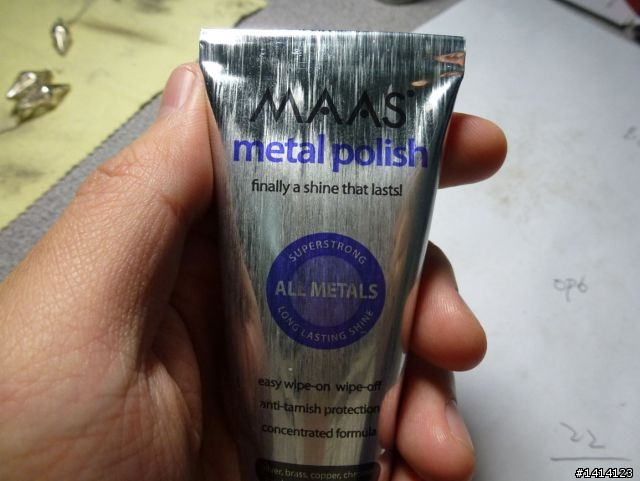 MAAS
metal polish
finally a shine that lasts!
SUPERSTRONG
ALL METALS
LONG LASTING SHINE
easy wipe-on wipe-off
anti-tarnish protection
concentrated formula
silver, brass, copper,
op6
22
#1414123